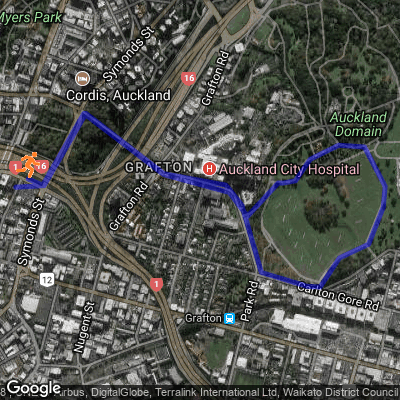 Myers Park
Symonds St
16
Grafton Rd
Cordis, Auckland
Auckland
Domain
1
16
GRAFTON
H
Auckland City Hospital
Grafton Rd
Symonds St
12
1
Carlton Gore Rd
Park Rd
Nugent St
Grafton
Google
rbus, DigitalGlobe, Terralink International Ltd, Waikato District Council